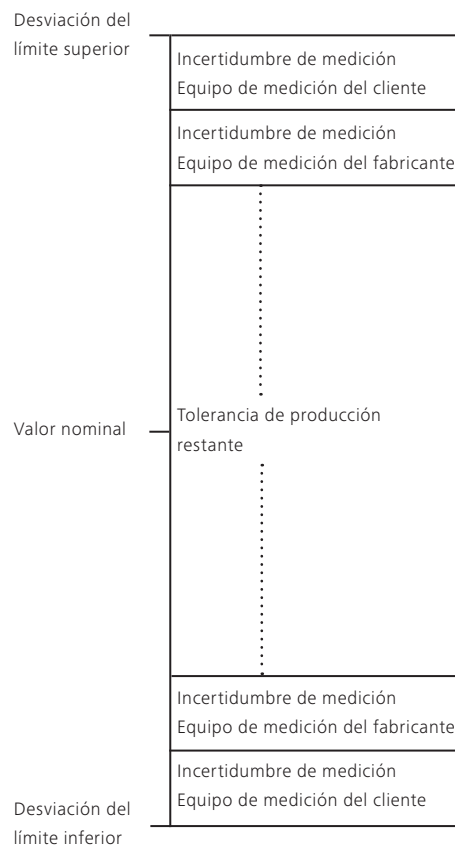 Desviación del
límite superior
Incertidumbre de medición
Equipo de medición del cliente
Incertidumbre de medición
Equipo de medición del fabricante
Valor nominal
Tolerancia de producción
restante
Incertidumbre de medición
Equipo de medición del fabricante
Incertidumbre de medición
Equipo de medición del cliente
Desviación del
límite inferior